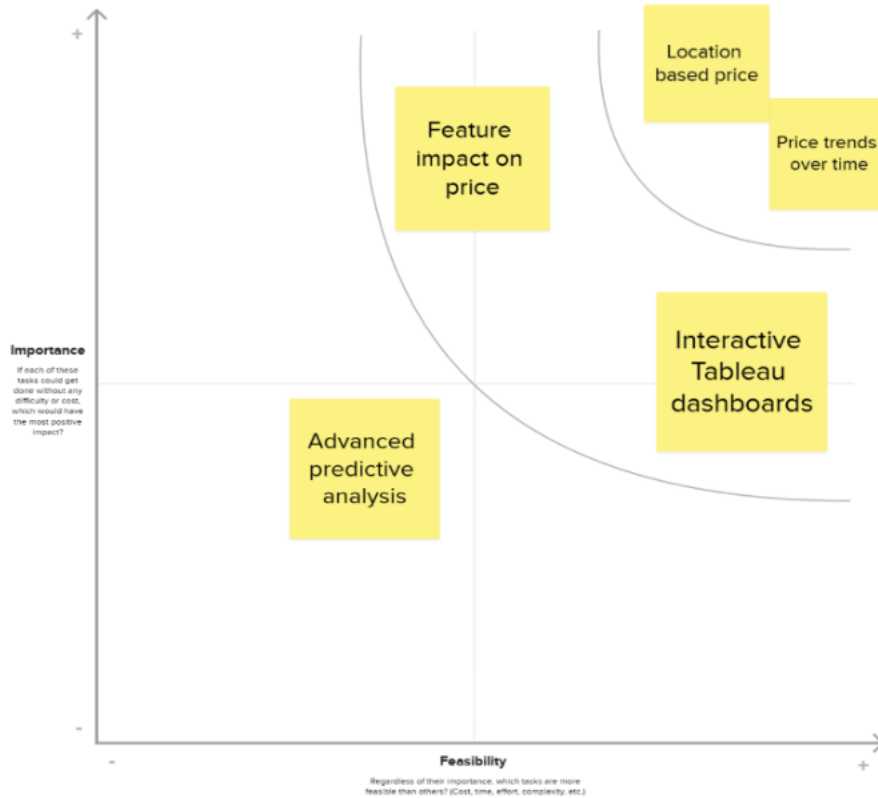 +
Location
based price
Feature
impact on
price
Price trends
over time
Interactive
Tableau
dashboards
Importance
If each of these
tasks could get
done without any
difficulty or cost,
which would have
the most positive
impact?
Advanced
predictive
analysis
-
-
Feasibility
+
Regardless of their importance, which tasks are more
feasible than others? (Cost, time, effort, complexity, etc.)